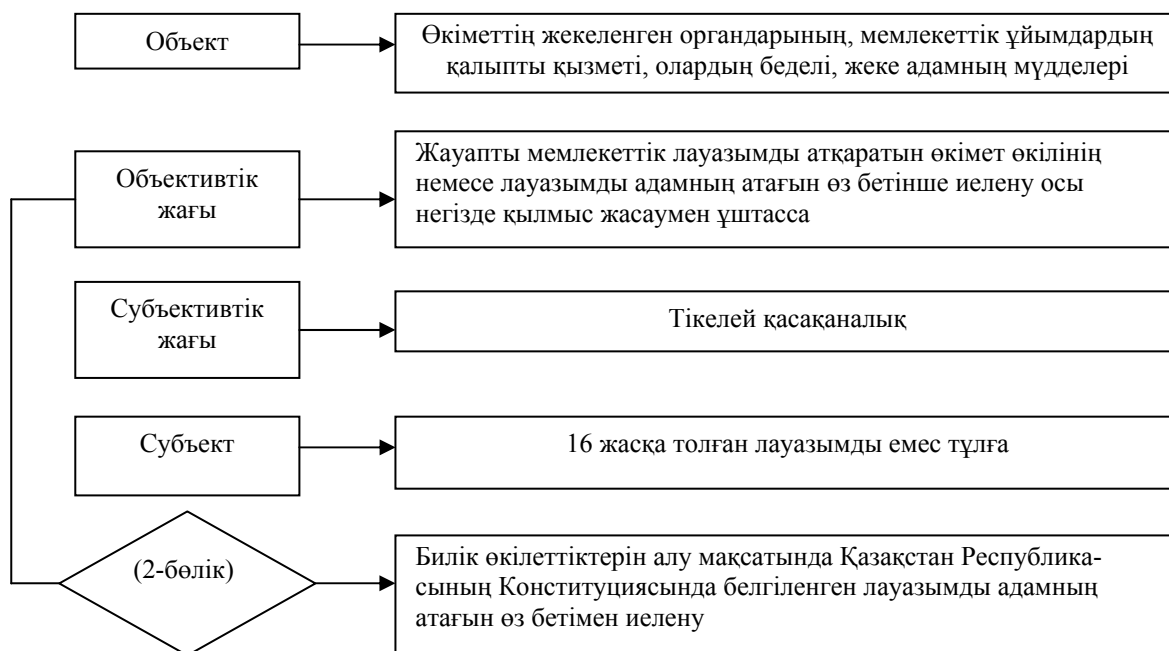 Объект
Өкіметтің жекеленген органдарының, мемлекеттік ұйымдардың
қалыпты қызметі, олардың беделі, жеке адамның мүдделері
Объективтік
жағы
Жауапты мемлекеттік лауазымды атқаратын өкімет өкілінің
немесе лауазымды адамның атағын өз бетінше иелену осы
негізде қылмыс жасаумен ұштасса
Субъективтік
жағы
Тікелей қасақаналық
Субъект
16 жасқа толған лауазымды емес тұлға
(2-бөлік)
Билік өкілеттіктерін алу мақсатында Қазақстан Республика-
сының Конституциясында белгіленген лауазымды адамның
атағын өз бетімен иелену